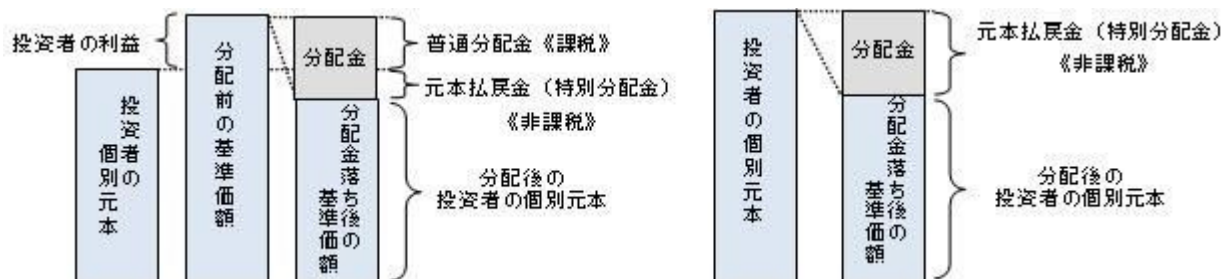 投資者の利益
投資者の
個別元本
分配前の基準価額
分配金
分配金落ち後の
基準価額
普通分配金《課税》
元本払戻金（特別分配金）
《非課税》
分配後の
投資者の個別元本
投資者の個別元本
分配金
分配金落ち後の
基準価額
元本払戻金（特別分配金）
《非課税》
分配後の
投資者の個別元本